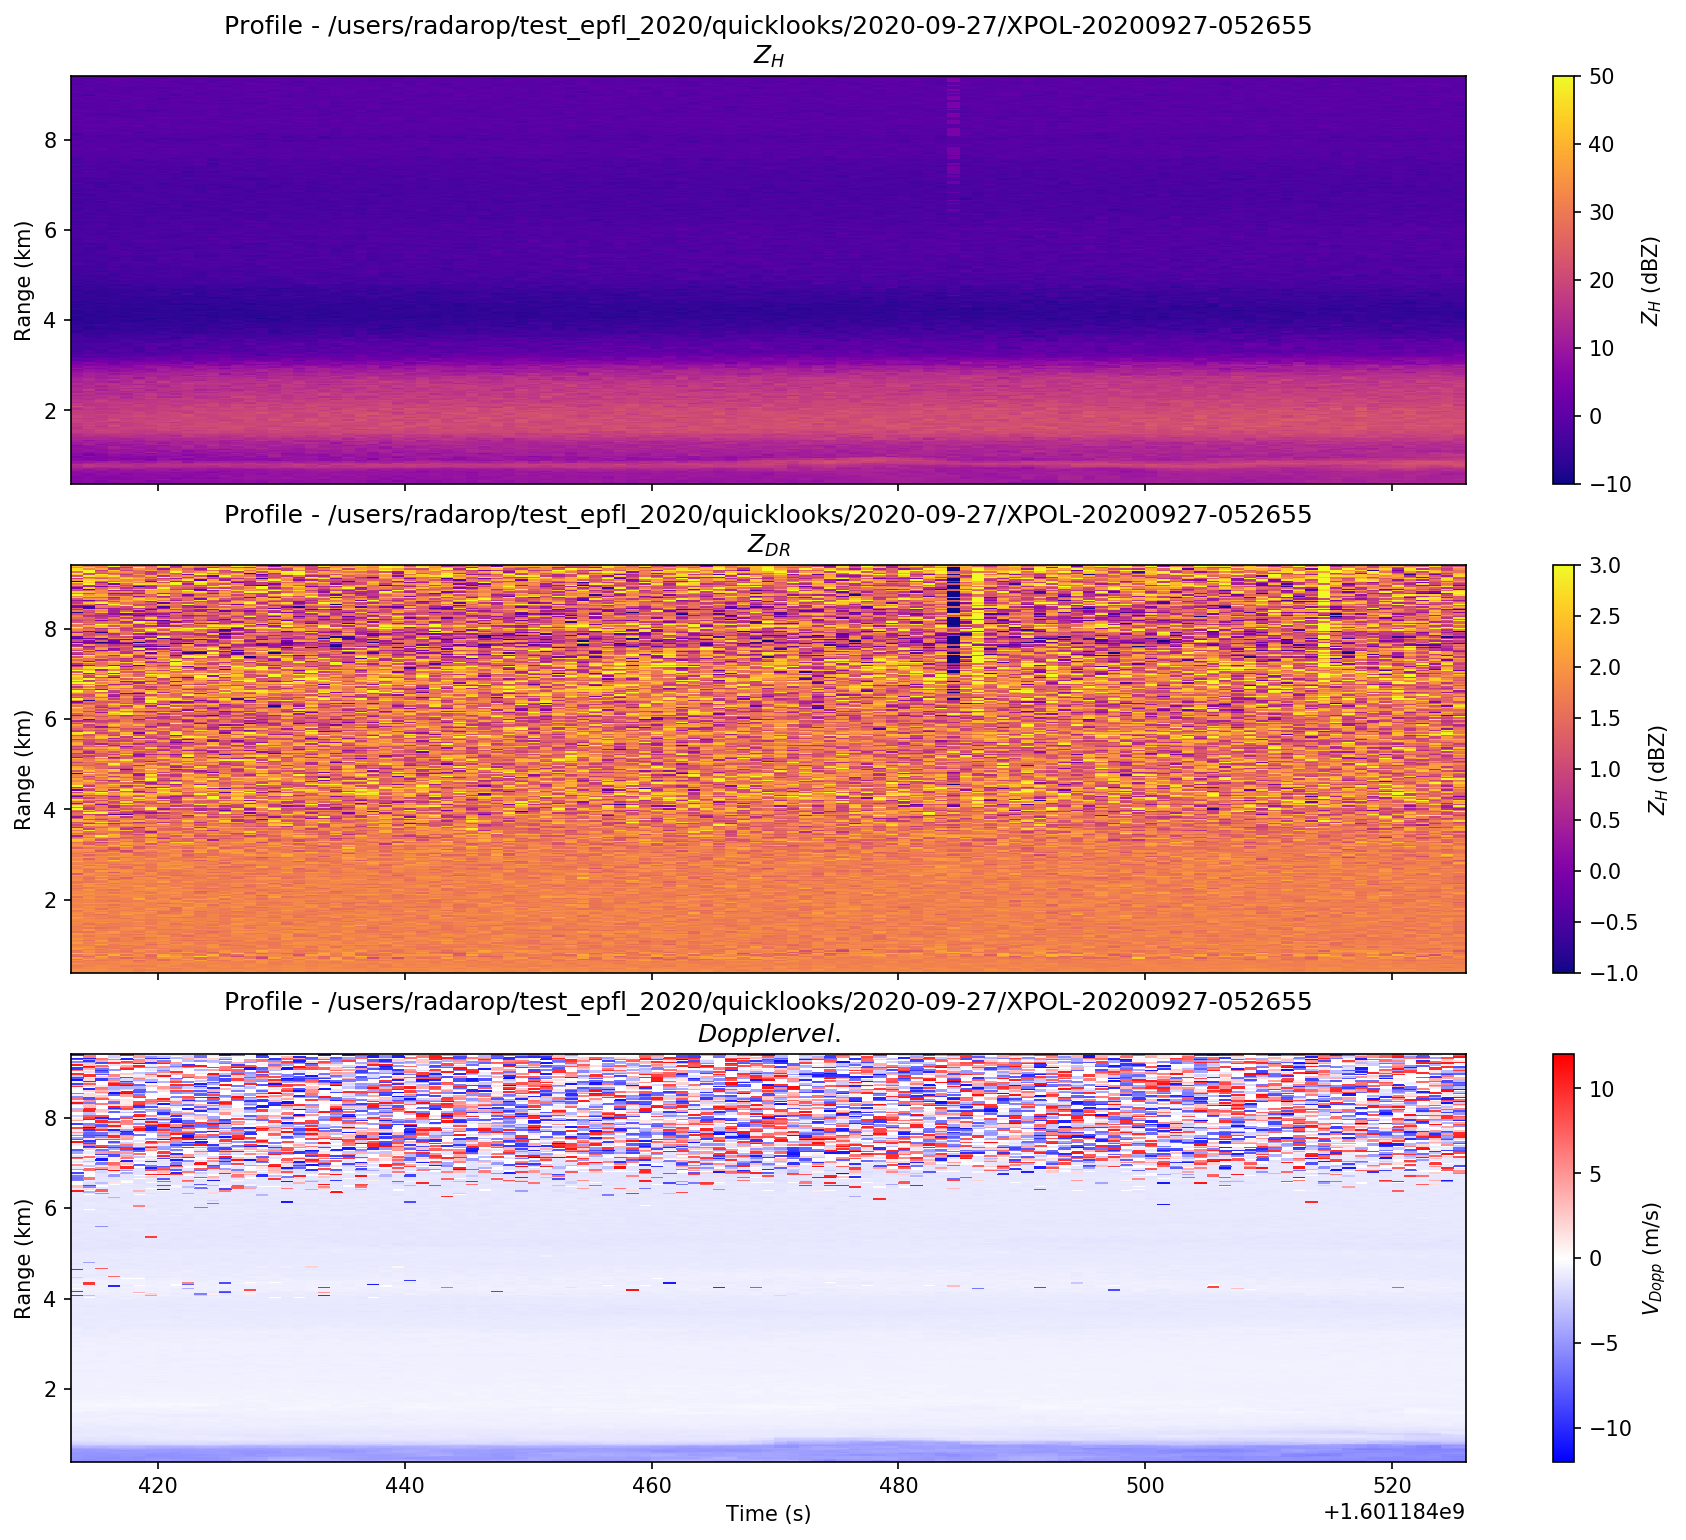 Profile - /users/radarop/test_epfl_2020/quicklooks/2020-09-27/XPOL-20200927-052655
Z_H
Range (km)
8
6
4
2
50
40
30
20
10
0
−10
Z_H (dBZ)
Profile - /users/radarop/test_epfl_2020/quicklooks/2020-09-27/XPOL-20200927-052655
Z_DR
Range (km)
8
6
4
2
3.0
2.5
2.0
1.5
1.0
0.5
0.0
−0.5
−1.0
Z_H (dBZ)
Profile - /users/radarop/test_epfl_2020/quicklooks/2020-09-27/XPOL-20200927-052655
Dopplervel.
Range (km)
8
6
4
2
10
5
0
−5
−10
V_Dopp (m/s)
420 440 460 480 500 520
Time (s)
+1.601184e9